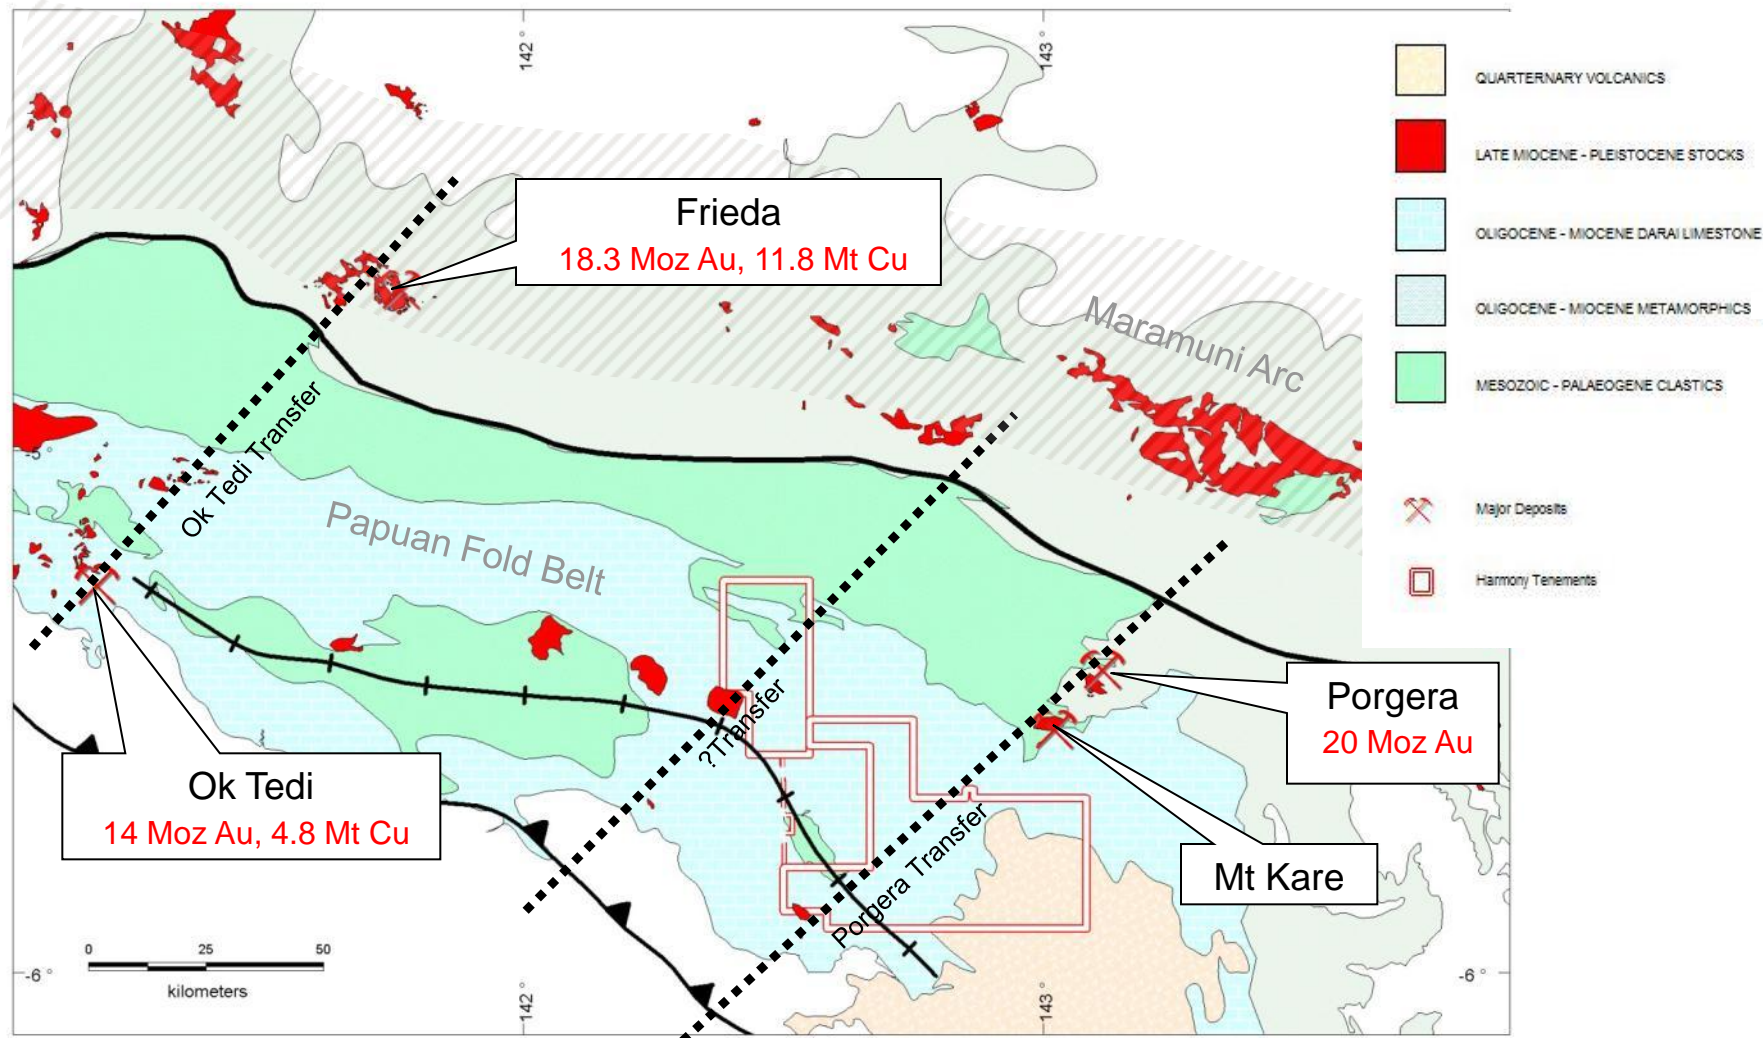 142 °
143 °
QUARTERNARY VOLCANICS
LATE MIOCENE - PLEISTOCENE STOCKS
OLIGOCENE - MIOCENE DARAI LIMESTONE
OLIGOCENE - MIOCENE METAMORPHICS
MESOZOIC - PALAEOGENE CLASTICS
Major Deposits
Harmony Tenements
Frieda
18.3 Moz Au, 11.8 Mt Cu
Maramuni Arc
-5 °
Ok Tedi Transfer
Papuan Fold Belt
?Transfer
Porgera
20 Moz Au
Ok Tedi
14 Moz Au, 4.8 Mt Cu
Mt Kare
Porgera Transfer
0 25 50
kilometers
-6 °
-6 °
142 °
143 °